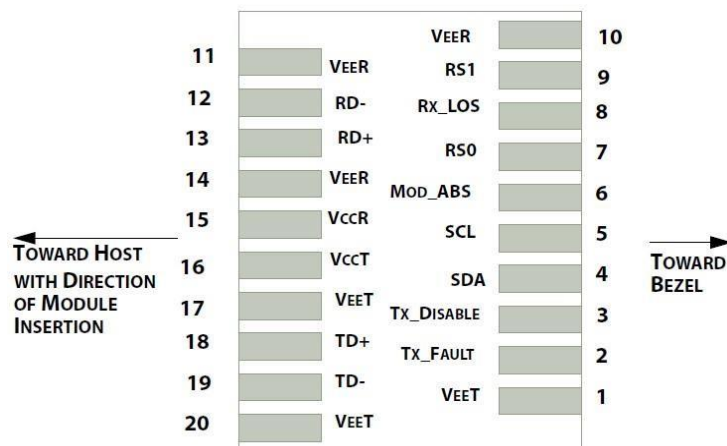 11 VEER
12 RD-
13 RD+
14 VEER
15 VCCR
16 VCCT
17 VEET
18 TD+
19 TD-
20 VEET
TOWARD HOST
WITH DIRECTION
OF MODULE
INSERTION
VEER 10
RS1 9
RX_LOS 8
RS0 7
MOD_ABS 6
SCL 5
SDA 4
TX_DISABLE 3
TX_FAULT 2
VEET 1
TOWARD
BEZEL